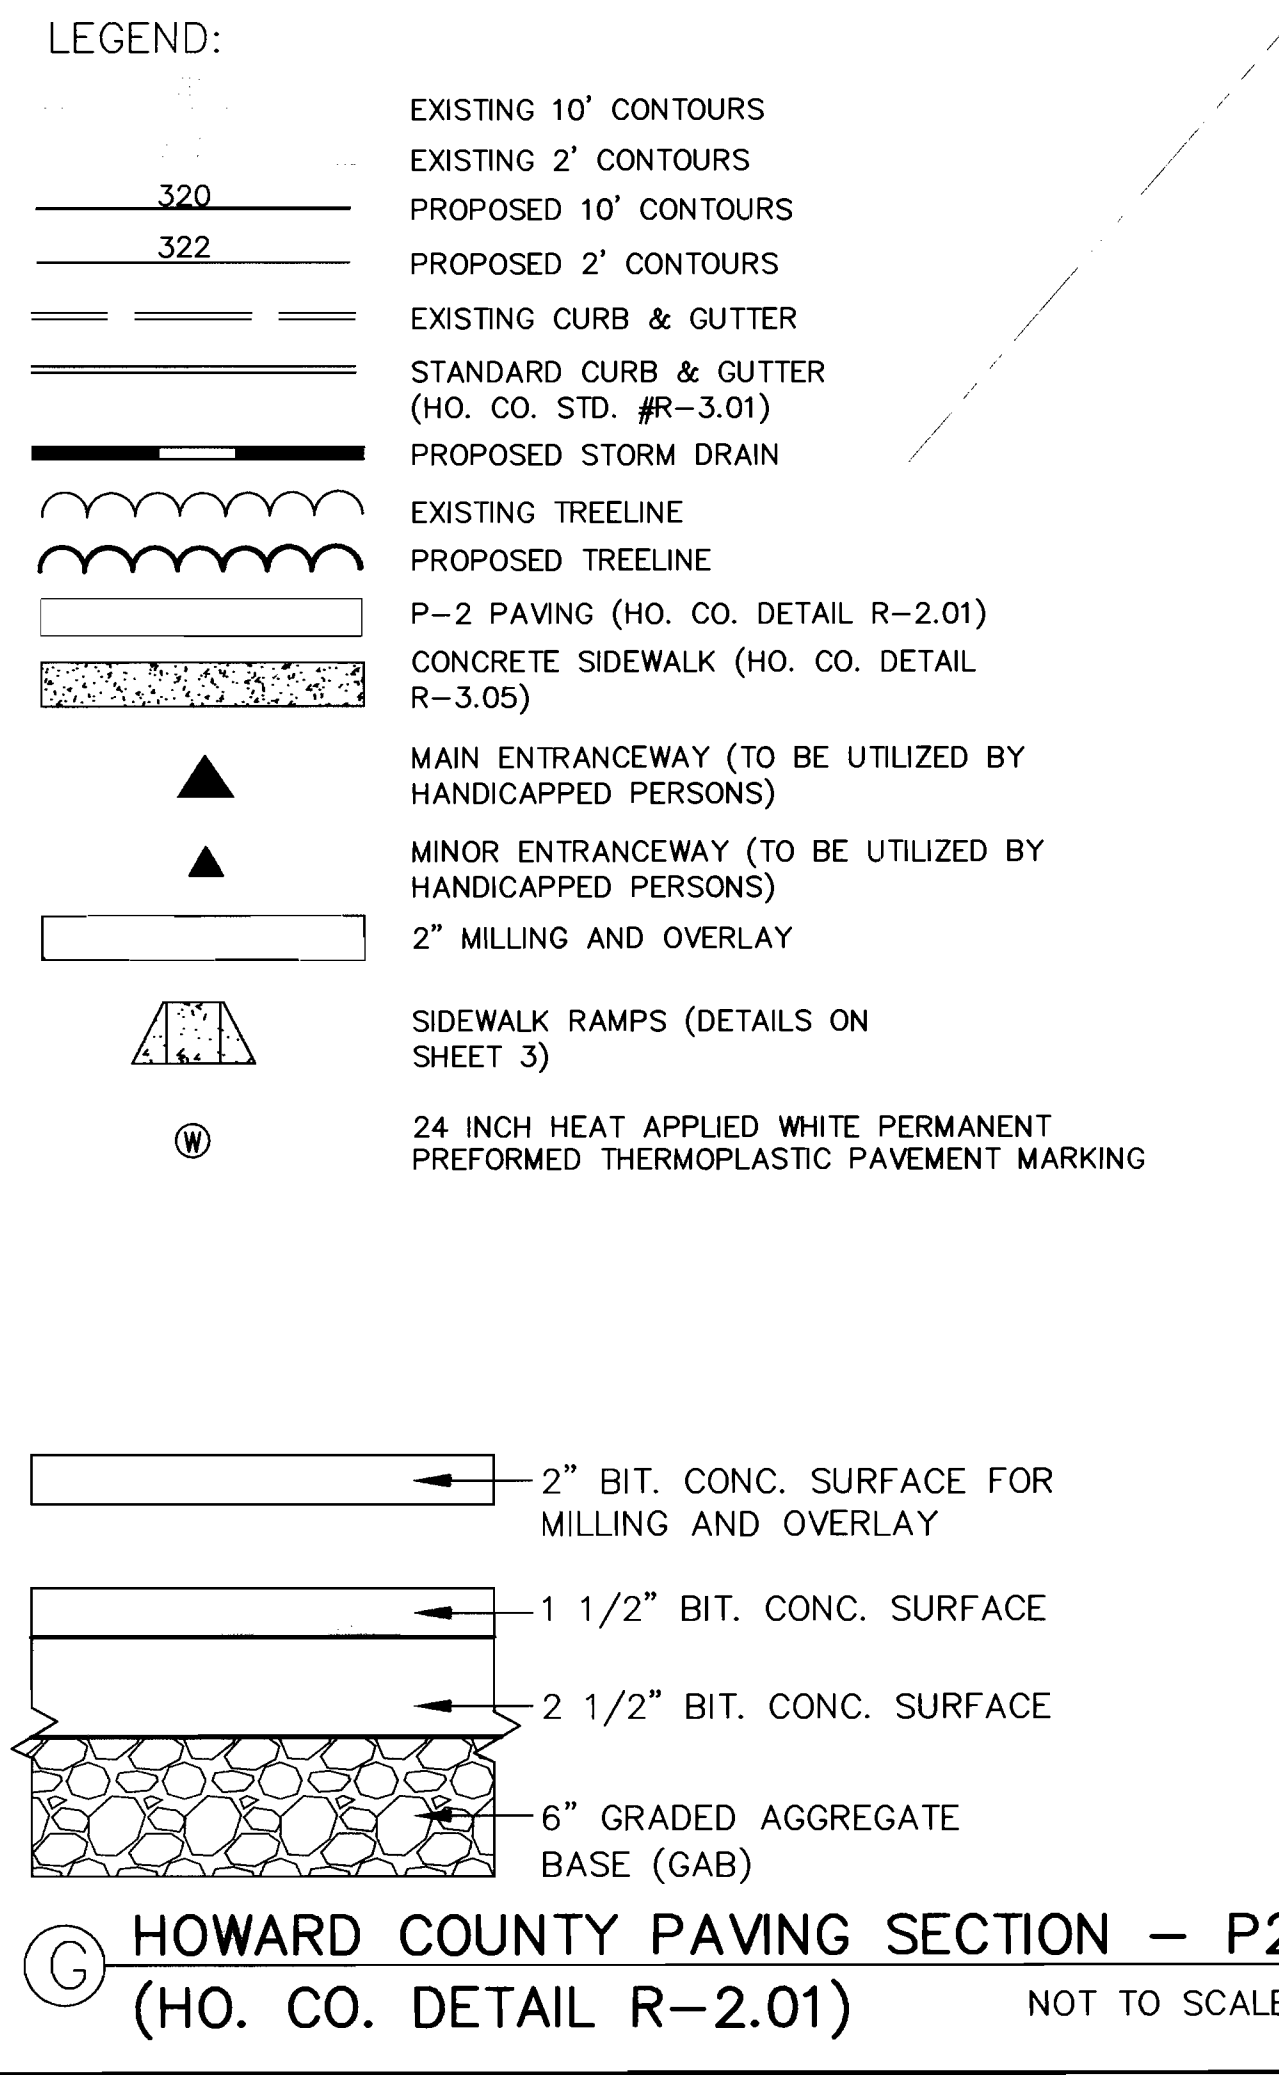 LEGEND:
EXISTING 10' CONTOURS
EXISTING 2' CONTOURS
320
PROPOSED 10' CONTOURS
322
PROPOSED 2' CONTOURS
EXISTING CURB & GUTTER
STANDARD CURB & GUTTER
(HO. CO. STD. #R-3.01)
PROPOSED STORM DRAIN
EXISTING TREELINE
PROPOSED TREELINE
P-2 PAVING (HO. CO. DETAIL R-2.01)
CONCRETE SIDEWALK (HO. CO. DETAIL
R-3.05)
MAIN ENTRANCEWAY (TO BE UTILIZED BY
HANDICAPPED PERSONS)
MINOR ENTRANCEWAY (TO BE UTILIZED BY
HANDICAPPED PERSONS)
2" MILLING AND OVERLAY
SIDEWALK RAMPS (DETAILS ON
SHEET 3)
W
24 INCH HEAT APPLIED WHITE PERMANENT
PREFORMED THERMOPLASTIC PAVEMENT MARKING
2" BIT. CONC. SURFACE FOR
MILLING AND OVERLAY
1 1/2" BIT. CONC. SURFACE
2 1/2" BIT. CONC. SURFACE
6" GRADED AGGREGATE
BASE (GAB)
G
HOWARD COUNTY PAVING SECTION - P2
(HO. CO. DETAIL R-2.01)
NOT TO SCALE